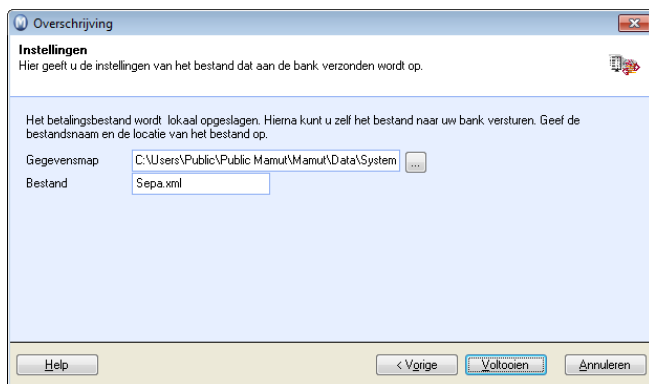 Overschrijving
Instellingen
Hier geeft u de instellingen van het bestand dat aan de bank verzonden wordt op.
Het betalingsbestand wordt lokaal opgeslagen. Hierna kunt u zelf het bestand naar uw bank versturen. Geef de
bestandsnaam en de locatie van het bestand op.
Gegevensmap C:\Users\Public\Public Mamut\Mamut\Data\System ...
Bestand Sepa.xml
Help < Vorige Voltooien Annuleren